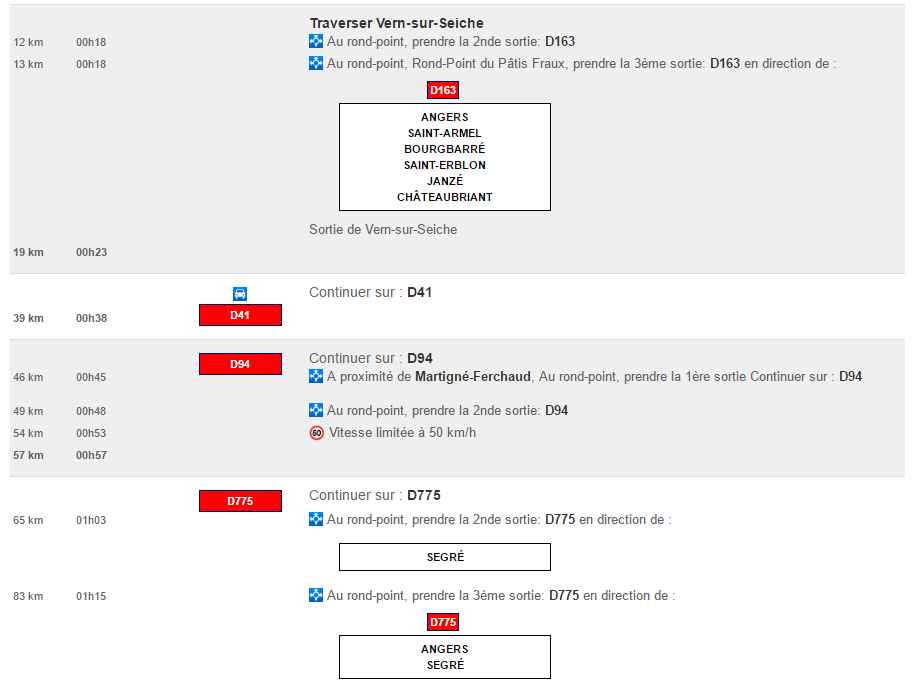 Traverser Vern-sur-Seiche
12 km 00h18 Au rond-point, prendre la 2nde sortie: D163
13 km 00h18 Au rond-point, Rond-Point du Pâtis Fraux, prendre la 3ème sortie: D163 en direction de :
D163
ANGERS
SAINT-ARMEL
BOURGBARRÉ
SAINT-ERBLON
JANZÉ
CHÂTEAUBRIANT
Sortie de Vern-sur-Seiche
19 km 00h23
Continuer sur : D41
39 km 00h38 D41
D94 Continuer sur : D94
46 km 00h45 A proximité de Martigné-Ferchaud, Au rond-point, prendre la 1ère sortie Continuer sur : D94
49 km 00h48 Au rond-point, prendre la 2nde sortie: D94
54 km 00h53 50 Vitesse limitée à 50 km/h
57 km 00h57
D775 Continuer sur : D775
65 km 01h03 Au rond-point, prendre la 2nde sortie: D775 en direction de :
SEGRÉ
83 km 01h15 Au rond-point, prendre la 3ème sortie: D775 en direction de :
D775
ANGERS
SEGRÉ